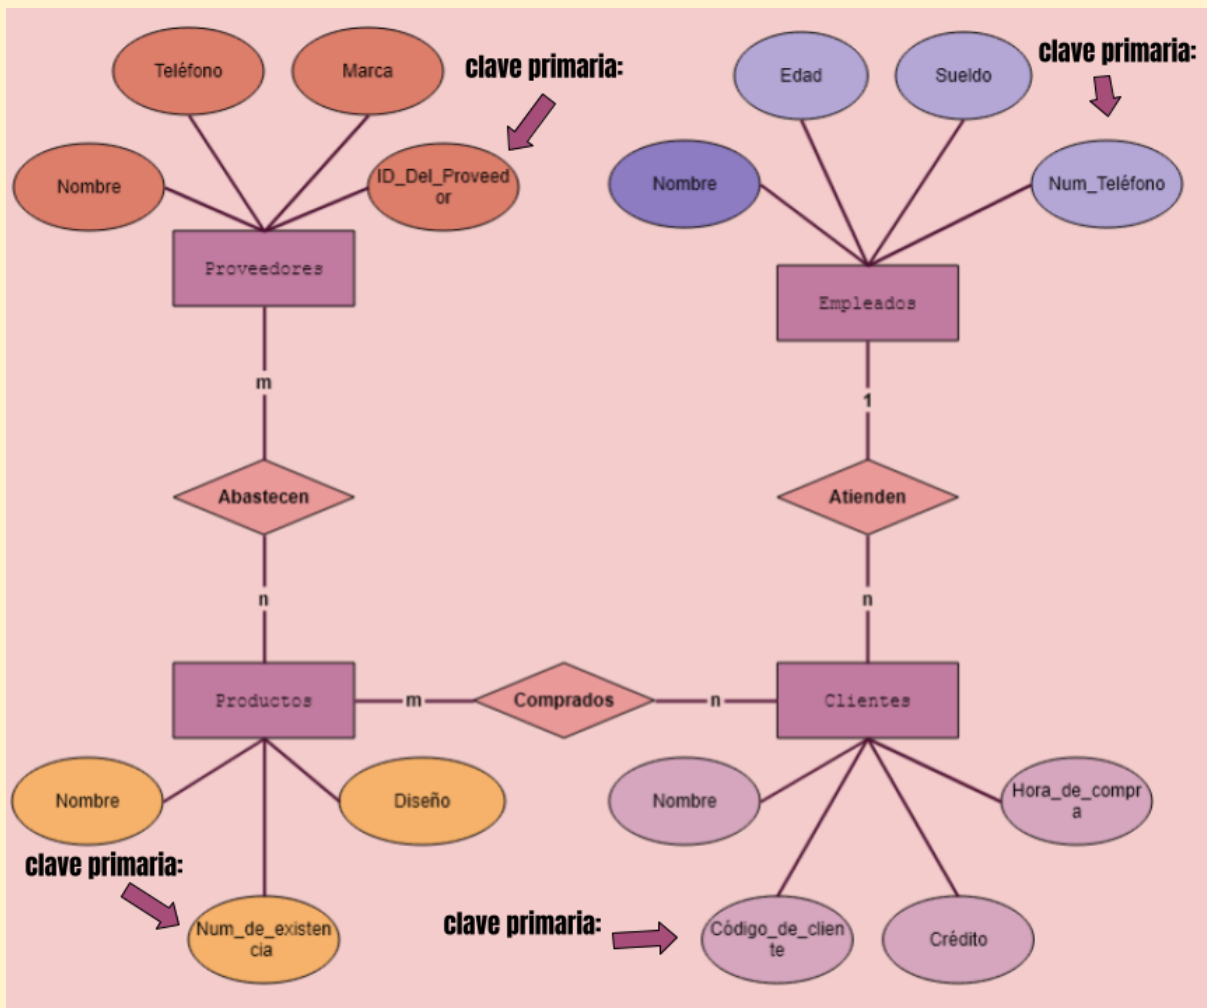 Teléfono
Marca
clave primaria:
Nombre
ID_Del_Proveed
or
Proveedores
Edad
Sueldo
clave primaria:
Nombre
Num_Teléfono
Empleados
m
1
Abastecen
Atienden
n
n
Productos
m
Comprados
n
Clientes
Nombre
Diseño
clave primaria:
Num_de_existen
cia
Nombre
Hora_de_compr
a
clave primaria:
Código_de_clien
te
Crédito